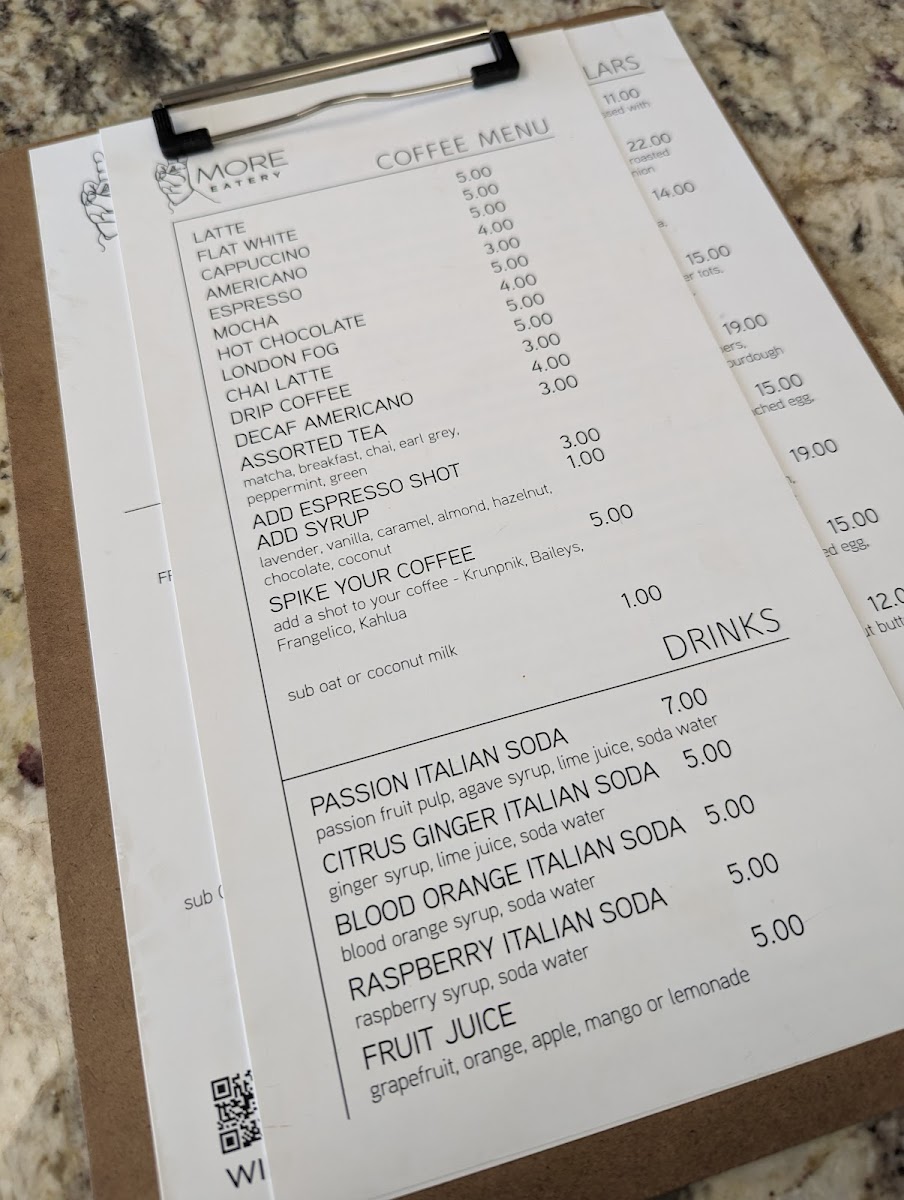 MORE
EATERY
COFFEE MENU
LATTE 5.00
FLAT WHITE 5.00
CAPPUCCINO 5.00
AMERICANO 4.00
ESPRESSO 3.00
MOCHA 5.00
HOT CHOCOLATE 4.00
LONDON FOG 5.00
CHAI LATTE 5.00
DRIP COFFEE 3.00
DECAF AMERICANO 4.00
ASSORTED TEA 3.00
matcha, breakfast, chai, earl grey,
peppermint, green
ADD ESPRESSO SHOT 3.00
ADD SYRUP 1.00
lavender, vanilla, caramel, almond, hazelnut,
chocolate, coconut
SPIKE YOUR COFFEE 5.00
add a shot to your coffee - Krunpnik, Baileys,
Frangelico, Kahlua
sub oat or coconut milk 1.00
DRINKS
PASSION ITALIAN SODA 7.00
passion fruit pulp, agave syrup, lime juice, soda water
CITRUS GINGER ITALIAN SODA 5.00
ginger syrup, lime juice, soda water
BLOOD ORANGE ITALIAN SODA 5.00
blood orange syrup, soda water
RASPBERRY ITALIAN SODA 5.00
raspberry syrup, soda water
FRUIT JUICE 5.00
grapefruit, orange, apple, mango or lemonade
LARS
11.00
with
22.00
roasted
14.00
15.00
tots,
19.00
15.00
egg,
19.00
15.00
egg,
sub
WI